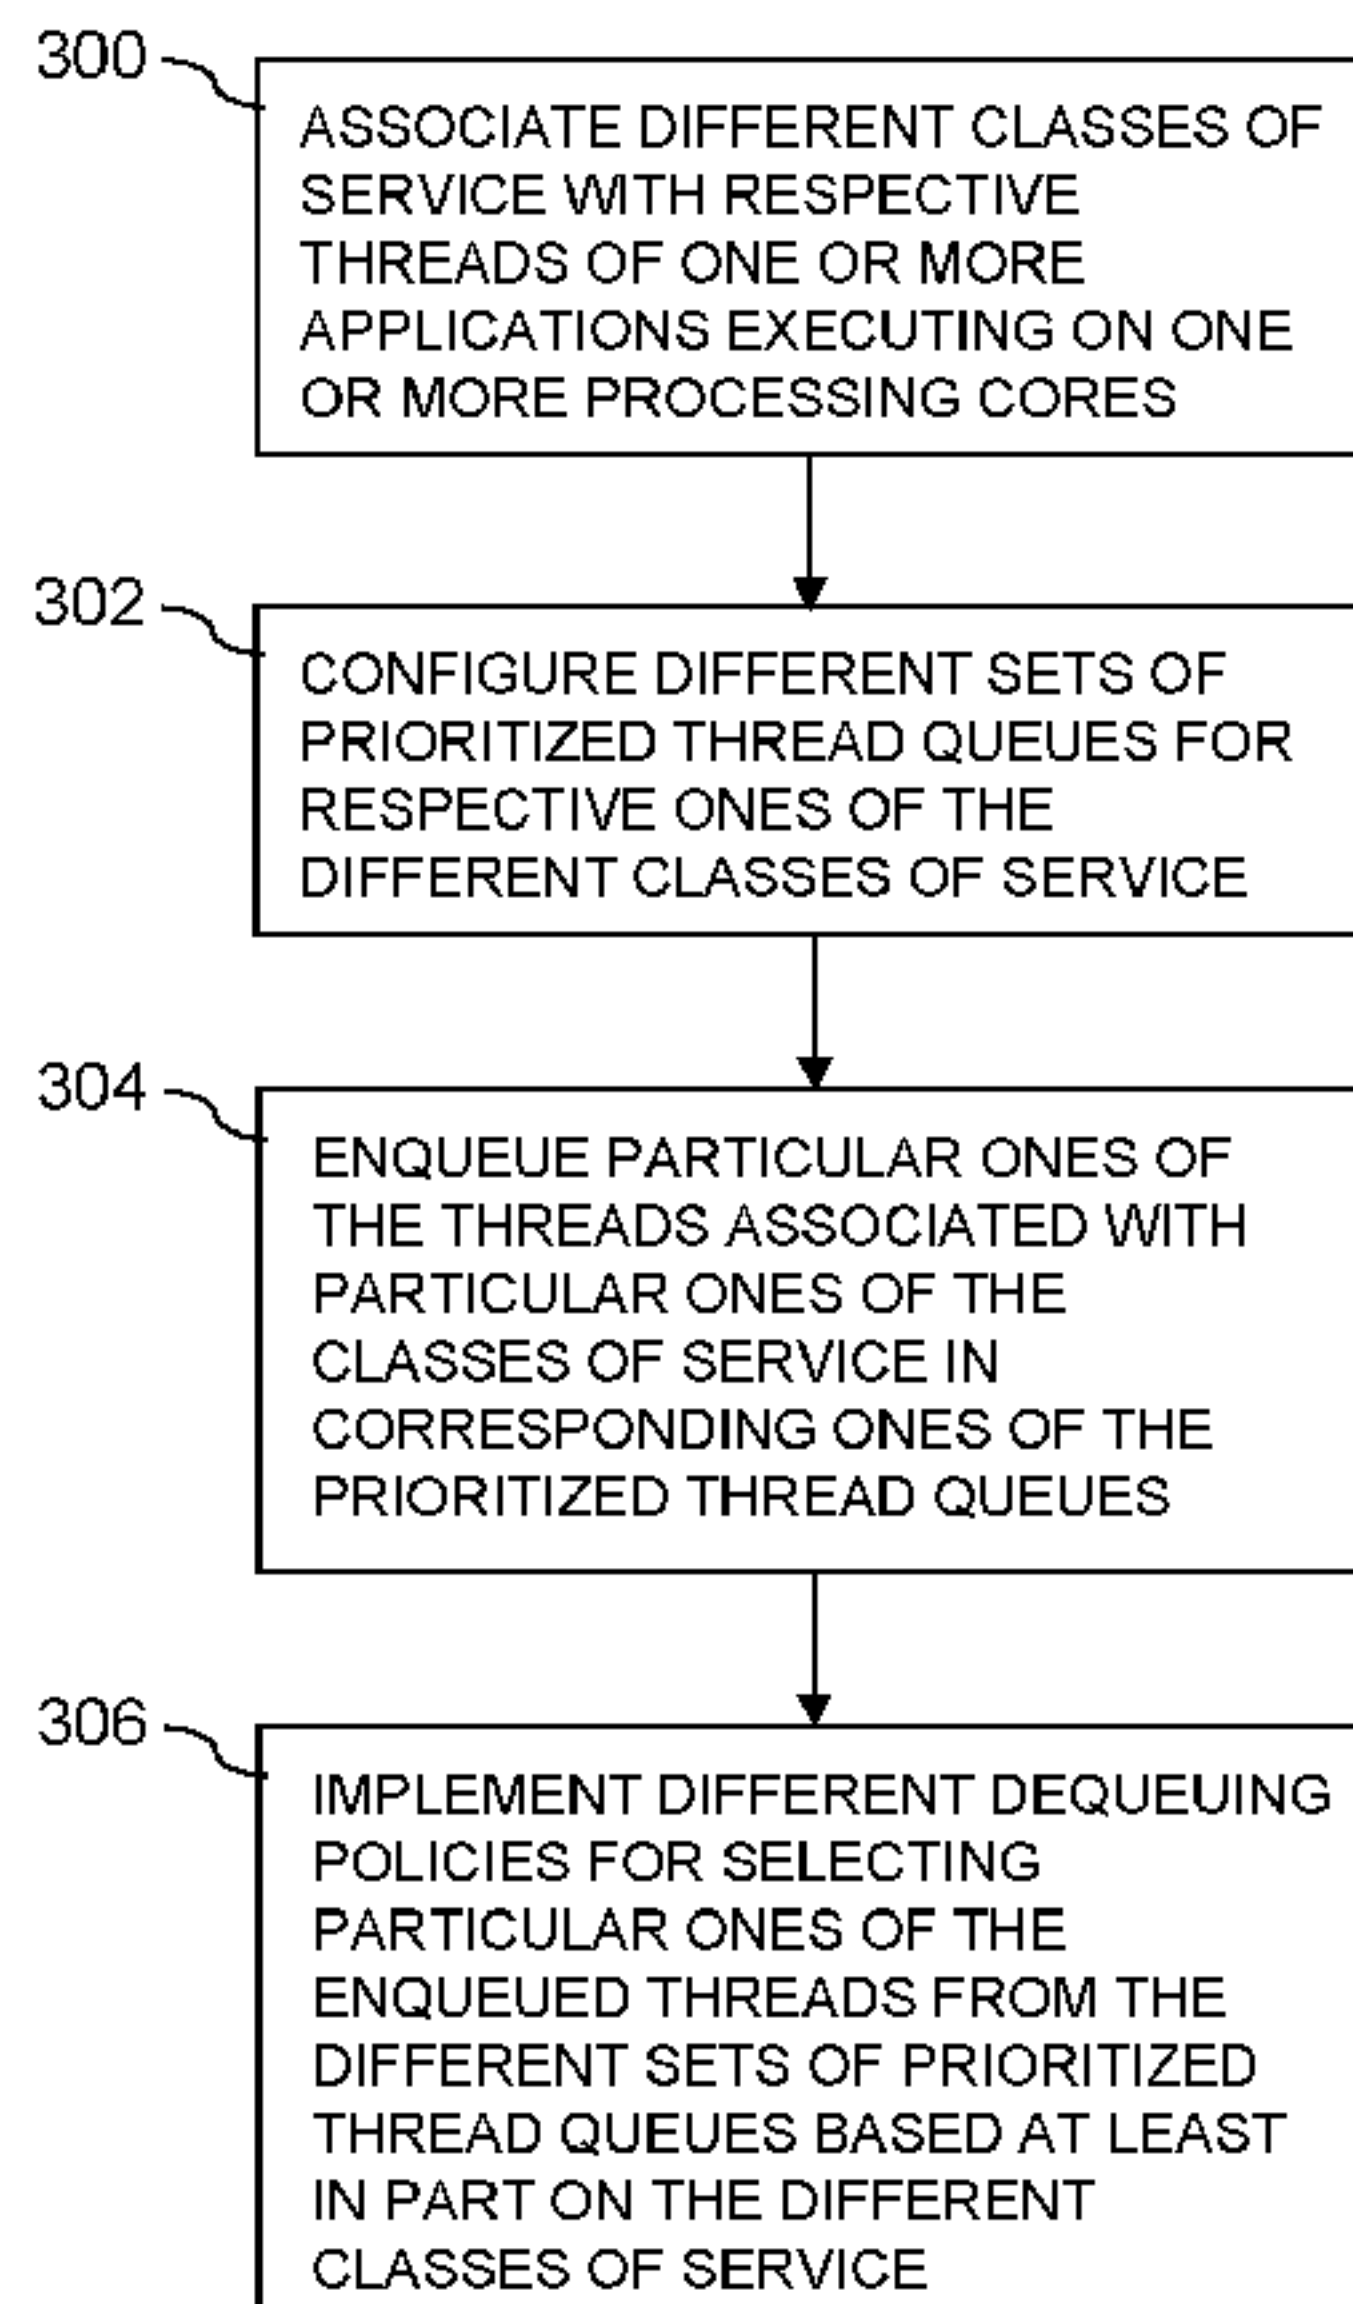 300
ASSOCIATE DIFFERENT CLASSES OF
SERVICE WITH RESPECTIVE
THREADS OF ONE OR MORE
APPLICATIONS EXECUTING ON ONE
OR MORE PROCESSING CORES
302
CONFIGURE DIFFERENT SETS OF
PRIORITIZED THREAD QUEUES FOR
RESPECTIVE ONES OF THE
DIFFERENT CLASSES OF SERVICE
304
ENQUEUE PARTICULAR ONES OF
THE THREADS ASSOCIATED WITH
PARTICULAR ONES OF THE
CLASSES OF SERVICE IN
CORRESPONDING ONES OF THE
PRIORITIZED THREAD QUEUES
306
IMPLEMENT DIFFERENT DEQUEUING
POLICIES FOR SELECTING
PARTICULAR ONES OF THE
ENQUEUED THREADS FROM THE
DIFFERENT SETS OF PRIORITIZED
THREAD QUEUES BASED AT LEAST
IN PART ON THE DIFFERENT
CLASSES OF SERVICE